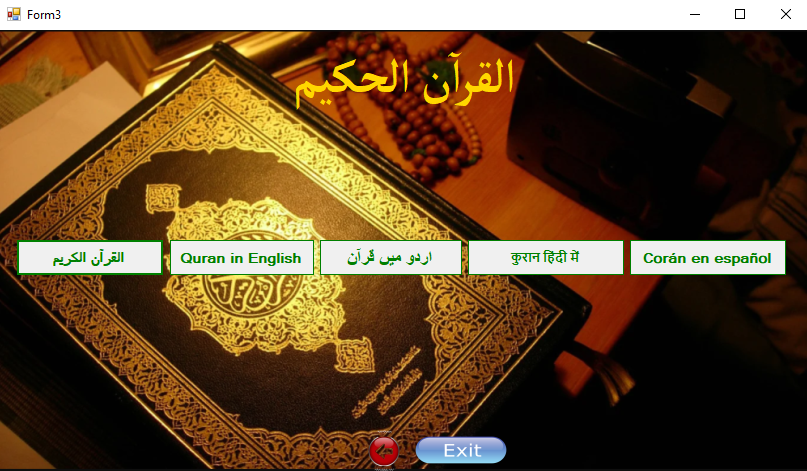 Form3
القرآن الحكيم
القرآن الكريم
Quran in English
اردو میں قرآن
कुरान हिंदी में
Corán en español
Exit